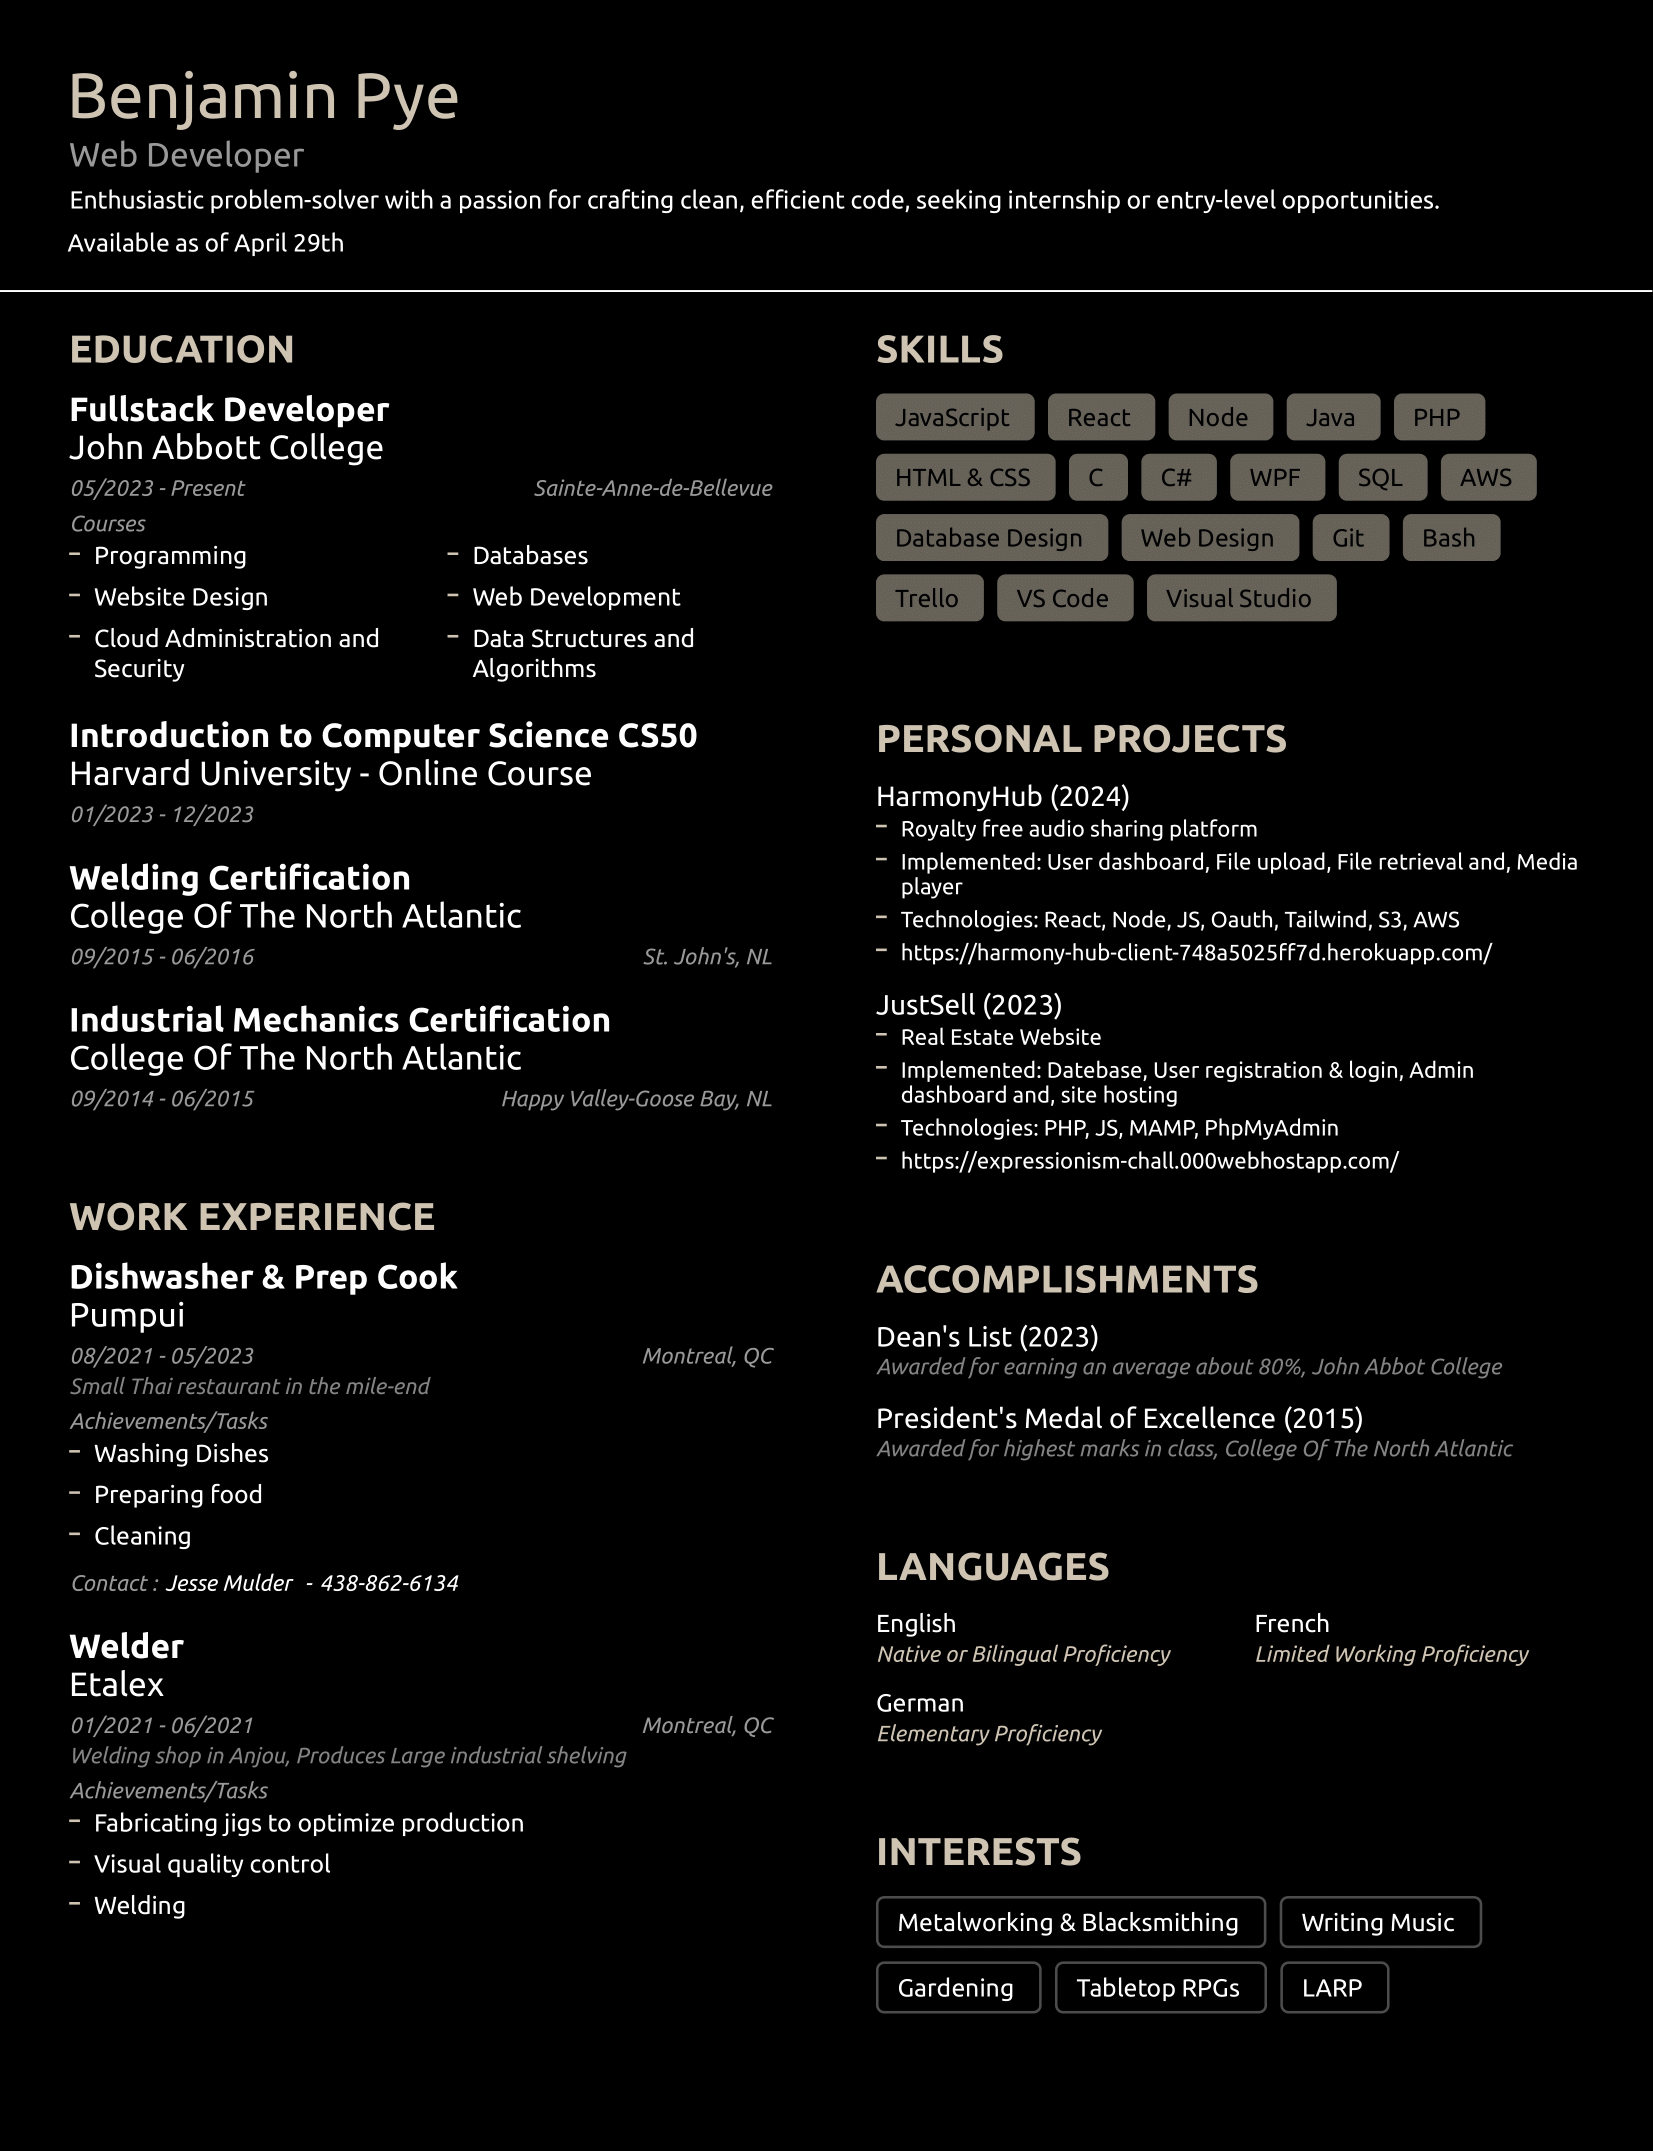 Benjamin Pye
Web Developer
Enthusiastic problem-solver with a passion for crafting clean, efficient code, seeking internship or entry-level opportunities.
Available as of April 29th
EDUCATION
Fullstack Developer
John Abbott College
05/2023 - Present
Sainte-Anne-de-Bellevue
Courses
– Programming
– Databases
– Website Design
– Web Development
– Cloud Administration and
Security
– Data Structures and
Algorithms
Introduction to Computer Science CS50
Harvard University - Online Course
01/2023 - 12/2023
Welding Certification
College Of The North Atlantic
09/2015 - 06/2016
St. John's, NL
Industrial Mechanics Certification
College Of The North Atlantic
09/2014 - 06/2015
Happy Valley-Goose Bay, NL
WORK EXPERIENCE
Dishwasher & Prep Cook
Pumpui
08/2021 - 05/2023
Montreal, QC
Small Thai restaurant in the mile-end
Achievements/Tasks
– Washing Dishes
– Preparing food
– Cleaning
Contact : Jesse Mulder - 438-862-6134
Welder
Etalex
01/2021 - 06/2021
Montreal, QC
Welding shop in Anjou, Produces Large industrial shelving
Achievements/Tasks
– Fabricating jigs to optimize production
– Visual quality control
– Welding
SKILLS
JavaScript React Node Java PHP
HTML & CSS C C# WPF SQL AWS
Database Design Web Design Git Bash
Trello VS Code Visual Studio
PERSONAL PROJECTS
HarmonyHub (2024)
– Royalty free audio sharing platform
– Implemented: User dashboard, File upload, File retrieval and, Media
player
– Technologies: React, Node, JS, Oauth, Tailwind, S3, AWS
– https://harmony-hub-client-748a5025ff7d.herokuapp.com/
JustSell (2023)
– Real Estate Website
– Implemented: Datebase, User registration & login, Admin
dashboard and, site hosting
– Technologies: PHP, JS, MAMP, PhpMyAdmin
– https://expressionism-chall.000webhostapp.com/
ACCOMPLISHMENTS
Dean's List (2023)
Awarded for earning an average about 80%, John Abbot College
President's Medal of Excellence (2015)
Awarded for highest marks in class, College Of The North Atlantic
LANGUAGES
English
Native or Bilingual Proficiency
French
Limited Working Proficiency
German
Elementary Proficiency
INTERESTS
Metalworking & Blacksmithing Writing Music
Gardening Tabletop RPGs LARP